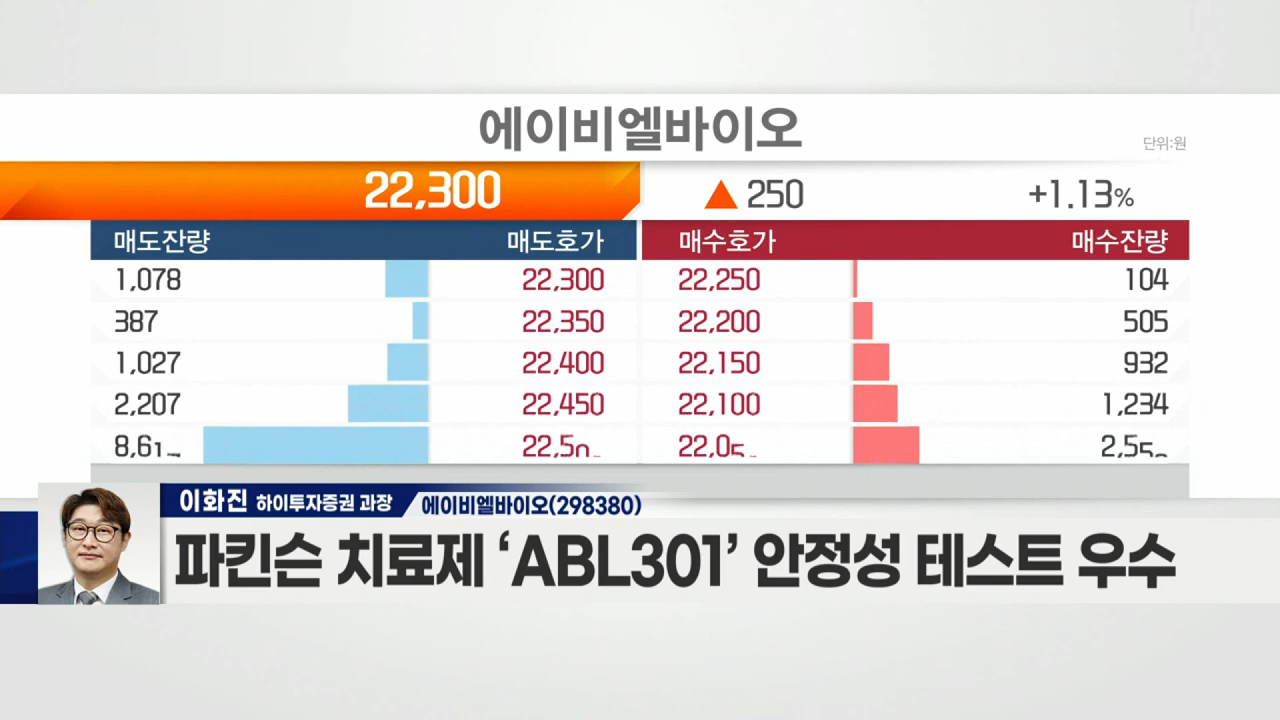 에이비엘바이오
단위:원
22,300 ▲ 250 +1.13%
매도잔량 매도호가 매수호가 매수잔량
1,078 22,300 22,250 104
387 22,350 22,200 505
1,027 22,400 22,150 932
2,207 22,450 22,100 1,234
이화진 하이투자증권 과장 에이비엘바이오(298380)
파킨슨 치료제 ‘ABL301’ 안정성 테스트 우수